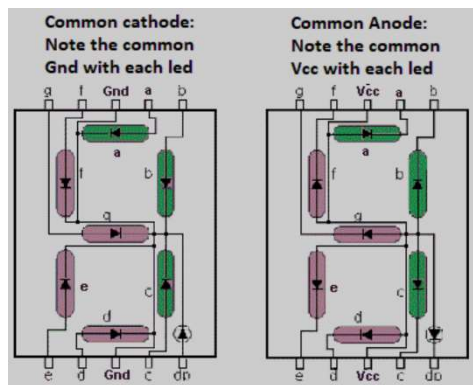 Common cathode:
Note the common
Gnd with each led
g f Gnd a b
a
f b
g
e c
d
e d Gnd c dp
Common Anode:
Note the common
Vcc with each led
g f Vcc a b
a
f b
g
e c
d
e d Vcc c dp